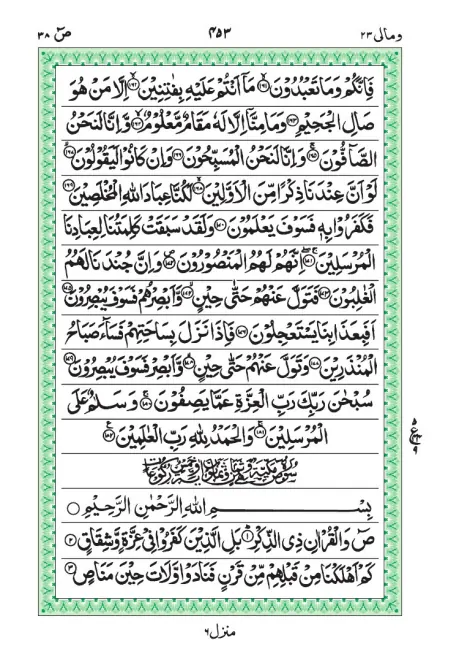 ومالی ۲۳ ۴۵۳ صٓ ۳۸
فَاِنَّكُمْ وَمَا تَعْبُدُوْنَ ۙ﴿۱۶۱﴾ مَاۤ اَنْتُمْ عَلَيْهِ بِفٰتِنِيْنَ ۙ﴿۱۶۲﴾ اِلَّا مَنْ هُوَ
صَالِ الْجَحِيْمِ ﴿۱۶۳﴾ وَمَا مِنَّاۤ اِلَّا لَهٗ مَقَامٌ مَّعْلُوْمٌ ۙ﴿۱۶۴﴾ وَّاِنَّا لَنَحْنُ
الصَّآفُّوْنَ ۚ﴿۱۶۵﴾ وَاِنَّا لَنَحْنُ الْمُسَبِّحُوْنَ ﴿۱۶۶﴾ وَاِنْ كَانُوْا لَيَقُوْلُوْنَ ۙ﴿۱۶۷﴾
لَوْ اَنَّ عِنْدَنَا ذِكْرًا مِّنَ الْاَوَّلِيْنَ ۙ﴿۱۶۸﴾ لَكُنَّا عِبَادَ اللّٰهِ الْمُخْلَصِيْنَ ﴿۱۶۹﴾
فَكَفَرُوْا بِهٖ فَسَوْفَ يَعْلَمُوْنَ ﴿۱۷۰﴾ وَلَقَدْ سَبَقَتْ كَلِمَتُنَا لِعِبَادِنَا
الْمُرْسَلِيْنَ ۚۖ﴿۱۷۱﴾ اِنَّهُمْ لَهُمُ الْمَنْصُوْرُوْنَ ۪﴿۱۷۲﴾ وَاِنَّ جُنْدَنَا لَهُمُ
الْغٰلِبُوْنَ ﴿۱۷۳﴾ فَتَوَلَّ عَنْهُمْ حَتّٰى حِيْنٍ ۙ﴿۱۷۴﴾ وَّاَبْصِرْهُمْ فَسَوْفَ يُبْصِرُوْنَ ﴿۱۷۵﴾
اَفَبِعَذَابِنَا يَسْتَعْجِلُوْنَ ﴿۱۷۶﴾ فَاِذَا نَزَلَ بِسَاحَتِهِمْ فَسَآءَ صَبَاحُ
الْمُنْذَرِيْنَ ﴿۱۷۷﴾ وَتَوَلَّ عَنْهُمْ حَتّٰى حِيْنٍ ۙ﴿۱۷۸﴾ وَّاَبْصِرْ فَسَوْفَ يُبْصِرُوْنَ ﴿۱۷۹﴾
سُبْحٰنَ رَبِّكَ رَبِّ الْعِزَّةِ عَمَّا يَصِفُوْنَ ۚ﴿۱۸۰﴾ وَسَلٰمٌ عَلَى
الْمُرْسَلِيْنَ ۚ﴿۱۸۱﴾ وَالْحَمْدُ لِلّٰهِ رَبِّ الْعٰلَمِيْنَ ﴿۱۸۲﴾
ع ۵ ۹
بِسْمِ اللّٰهِ الرَّحْمٰنِ الرَّحِيْمِ ○
صٓ وَالْقُرْاٰنِ ذِى الذِّكْرِ ؕ﴿۱﴾ بَلِ الَّذِيْنَ كَفَرُوْا فِىْ عِزَّةٍ وَّشِقَاقٍ ﴿۲﴾
كَمْ اَهْلَكْنَا مِنْ قَبْلِهِمْ مِّنْ قَرْنٍ فَنَادَوْا وَّلَاتَ حِيْنَ مَنَاصٍ ﴿۳﴾
منزل ۶